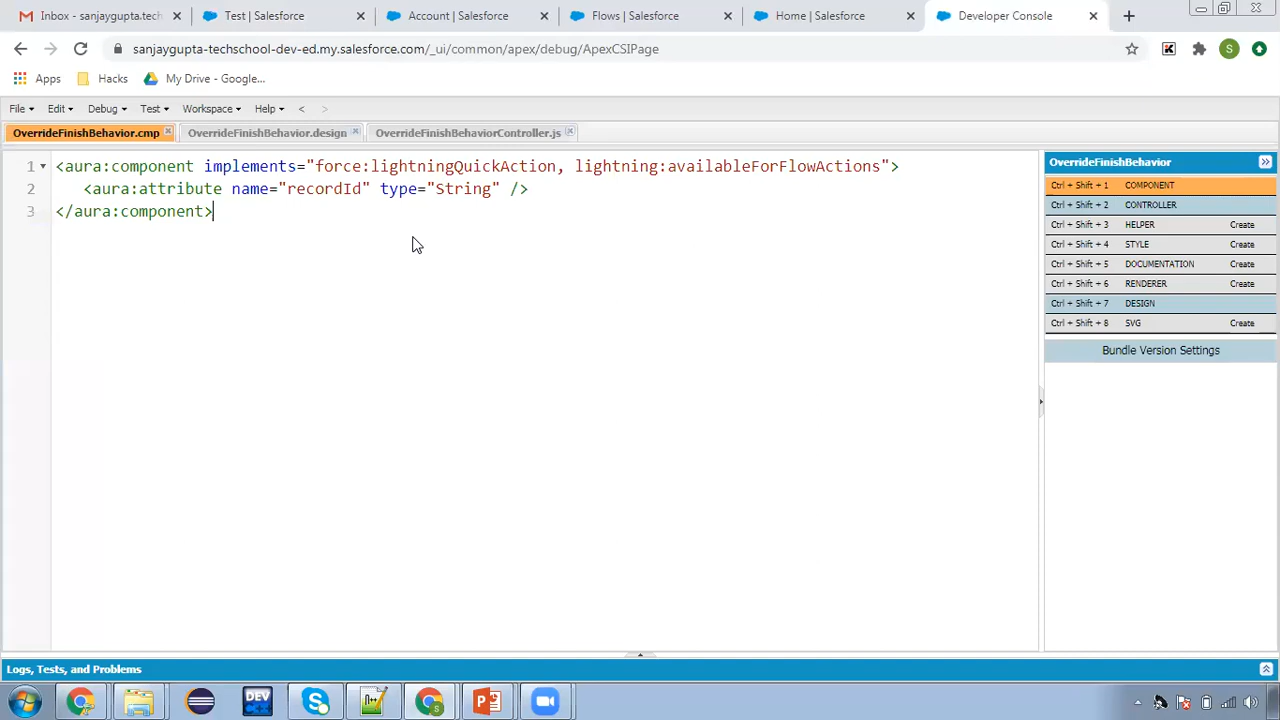 Inbox - sanjaygupta.tech
Test | Salesforce
Account | Salesforce
Flows | Salesforce
Home | Salesforce
Developer Console
sanjaygupta-techschool-dev-ed.my.salesforce.com/_ui/common/apex/debug/ApexCSIPage
S
Apps
Hacks
My Drive - Google...
File
Edit
Debug
Test
Workspace
Help
<
>
OverrideFinishBehavior.cmp
OverrideFinishBehavior.design
OverrideFinishBehaviorController.js
1 <aura:component implements="force:lightningQuickAction, lightning:availableForFlowActions">
2 <aura:attribute name="recordId" type="String" />
3 </aura:component>
OverrideFinishBehavior
Ctrl + Shift + 1 COMPONENT
Ctrl + Shift + 2 CONTROLLER
Ctrl + Shift + 3 HELPER Create
Ctrl + Shift + 4 STYLE Create
Ctrl + Shift + 5 DOCUMENTATION Create
Ctrl + Shift + 6 RENDERER Create
Ctrl + Shift + 7 DESIGN
Ctrl + Shift + 8 SVG Create
Bundle Version Settings
Logs, Tests, and Problems
DEV C++